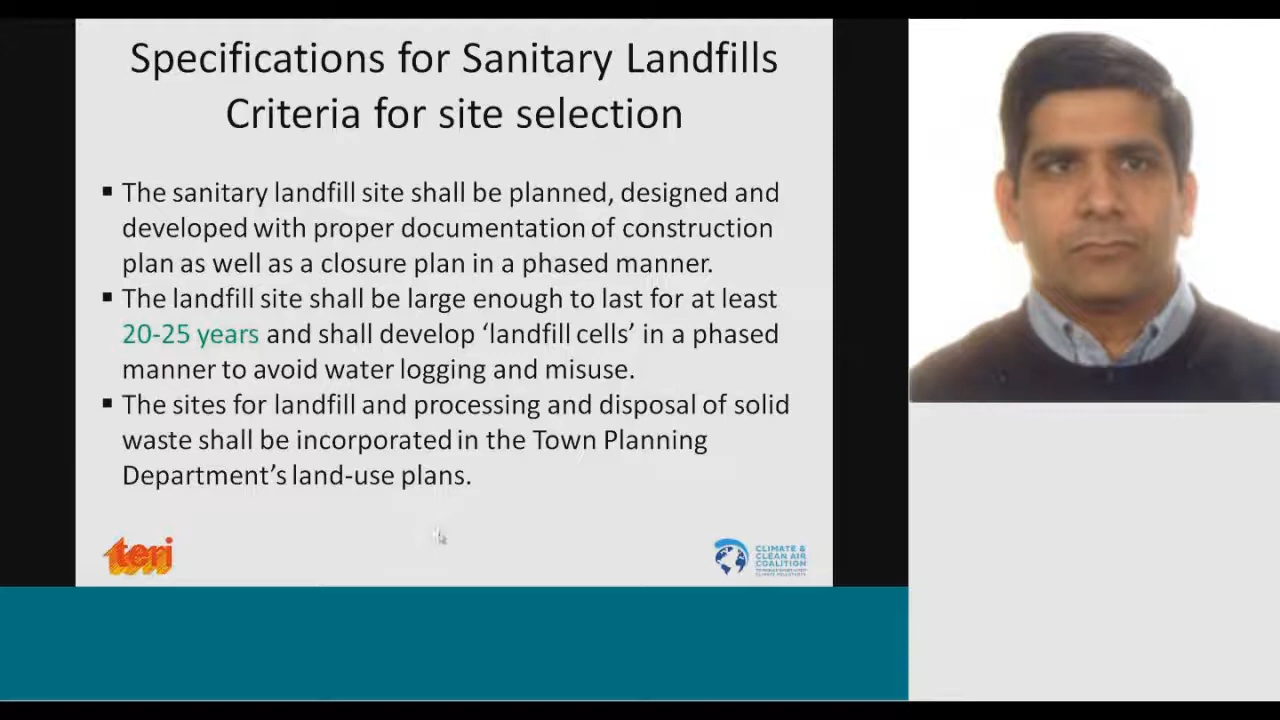 Specifications for Sanitary Landfills
Criteria for site selection
▪ The sanitary landfill site shall be planned, designed and
developed with proper documentation of construction
plan as well as a closure plan in a phased manner.
▪ The landfill site shall be large enough to last for at least
20-25 years and shall develop ‘landfill cells’ in a phased
manner to avoid water logging and misuse.
▪ The sites for landfill and processing and disposal of solid
waste shall be incorporated in the Town Planning
Department’s land-use plans.
teri
CLIMATE &
CLEAN AIR
COALITION